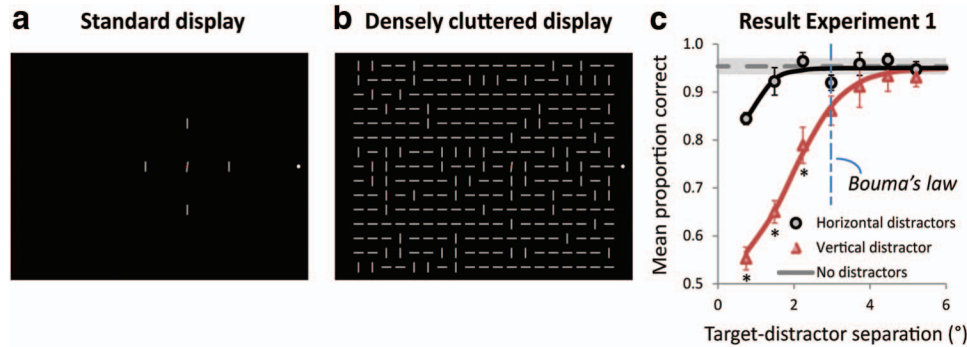 a Standard display
b Densely cluttered display
c Result Experiment 1
Mean proportion correct
1.0
0.9
0.8
0.7
0.6
0.5
*
*
*
Bouma's law
Horizontal distractors
Vertical distractor
No distractors
0 2 4 6
Target-distractor separation (°)